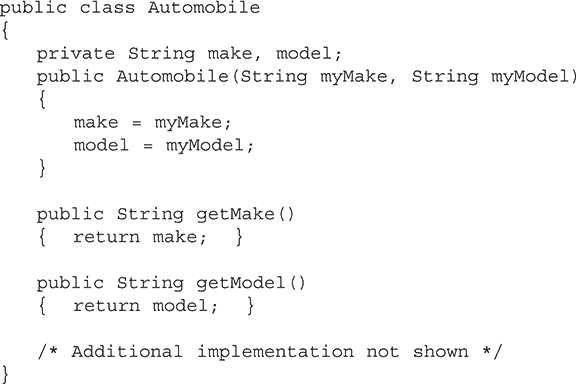 public class Automobile
{
private String make, model;
public Automobile(String myMake, String myModel)
{
make = myMake;
model = myModel;
}
public String getMake()
{ return make; }
public String getModel()
{ return model; }
/* Additional implementation not shown */
}